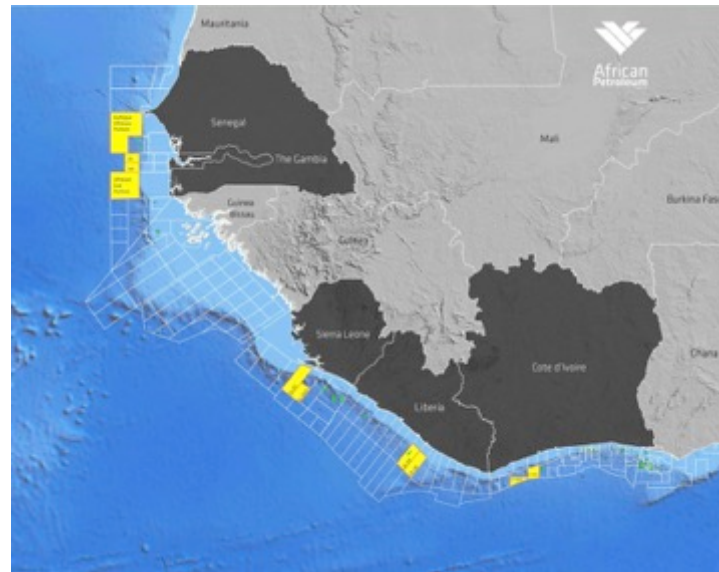 Mauritania
African
Petroleum
Senegal
Mali
The Gambia
Burkina Faso
Guinea
Bissau
Guinea
Sierra Leone
Ghana
Cote d'Ivoire
Liberia